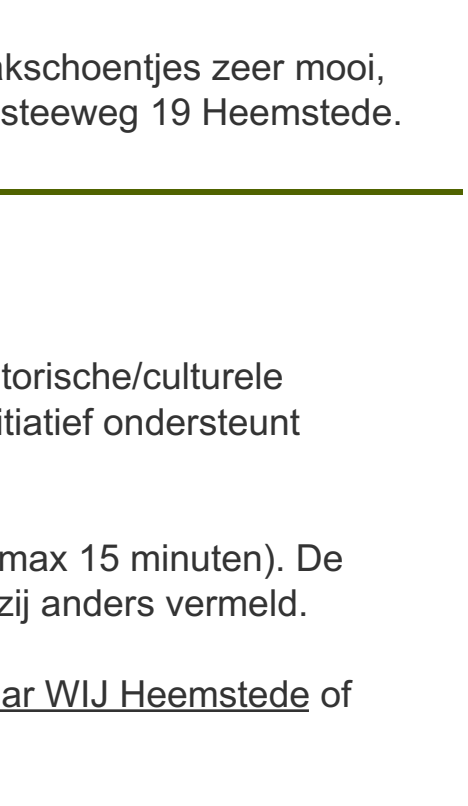 akschoentjes zeer mooi,
steeweg 19 Heemstede.
torische/culturele
itiatief ondersteunt
max 15 minuten). De
zij anders vermeld.
ar WIJ Heemstede of